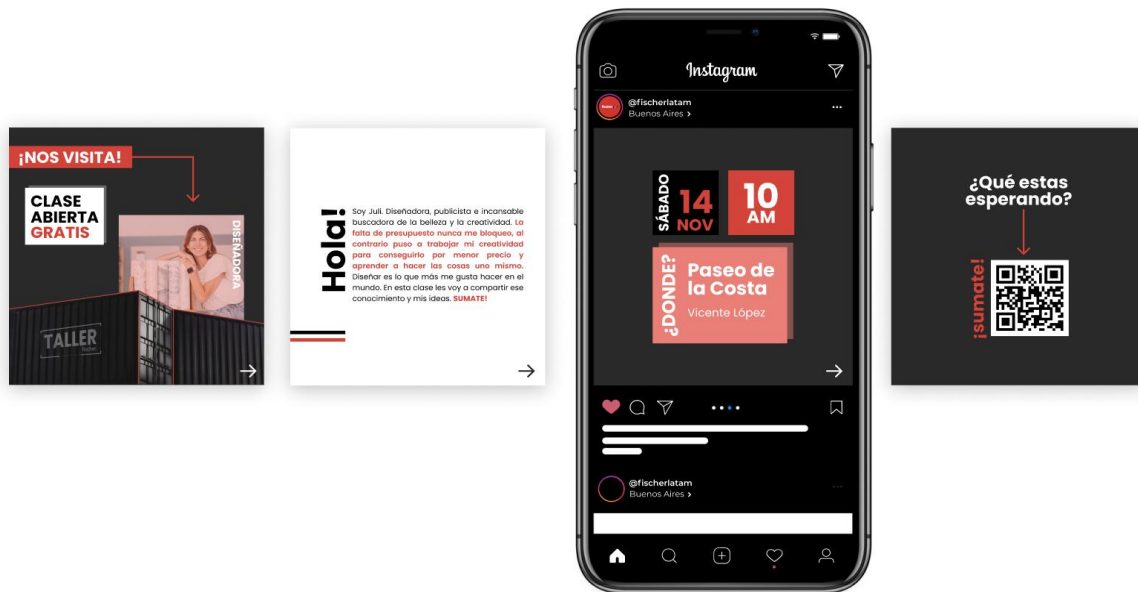 ¡NOS VISITA!
CLASE
ABIERTA
GRATIS
DISEÑADORA
TALLER
fischer
Hola!
Soy Juli. Diseñadora, publicista e incansable
buscadora de la belleza y la creatividad. La
falta de presupuesto nunca me bloqueo, al
contrario puso a trabajar mi creatividad
para conseguirlo por menor precio y
aprender a hacer las cosas uno mismo.
Diseñar es lo que más me gusta hacer en el
mundo. En esta clase les voy a compartir ese
conocimiento y mis ideas. SUMATE!
Instagram
fischer
@fischerlatam
Buenos Aires >
SÁBADO
14
NOV
10
AM
¿DONDE?
Paseo de
la Costa
Vicente López
@fischerlatam
Buenos Aires >
¿Qué estas
esperando?
¡sumate!